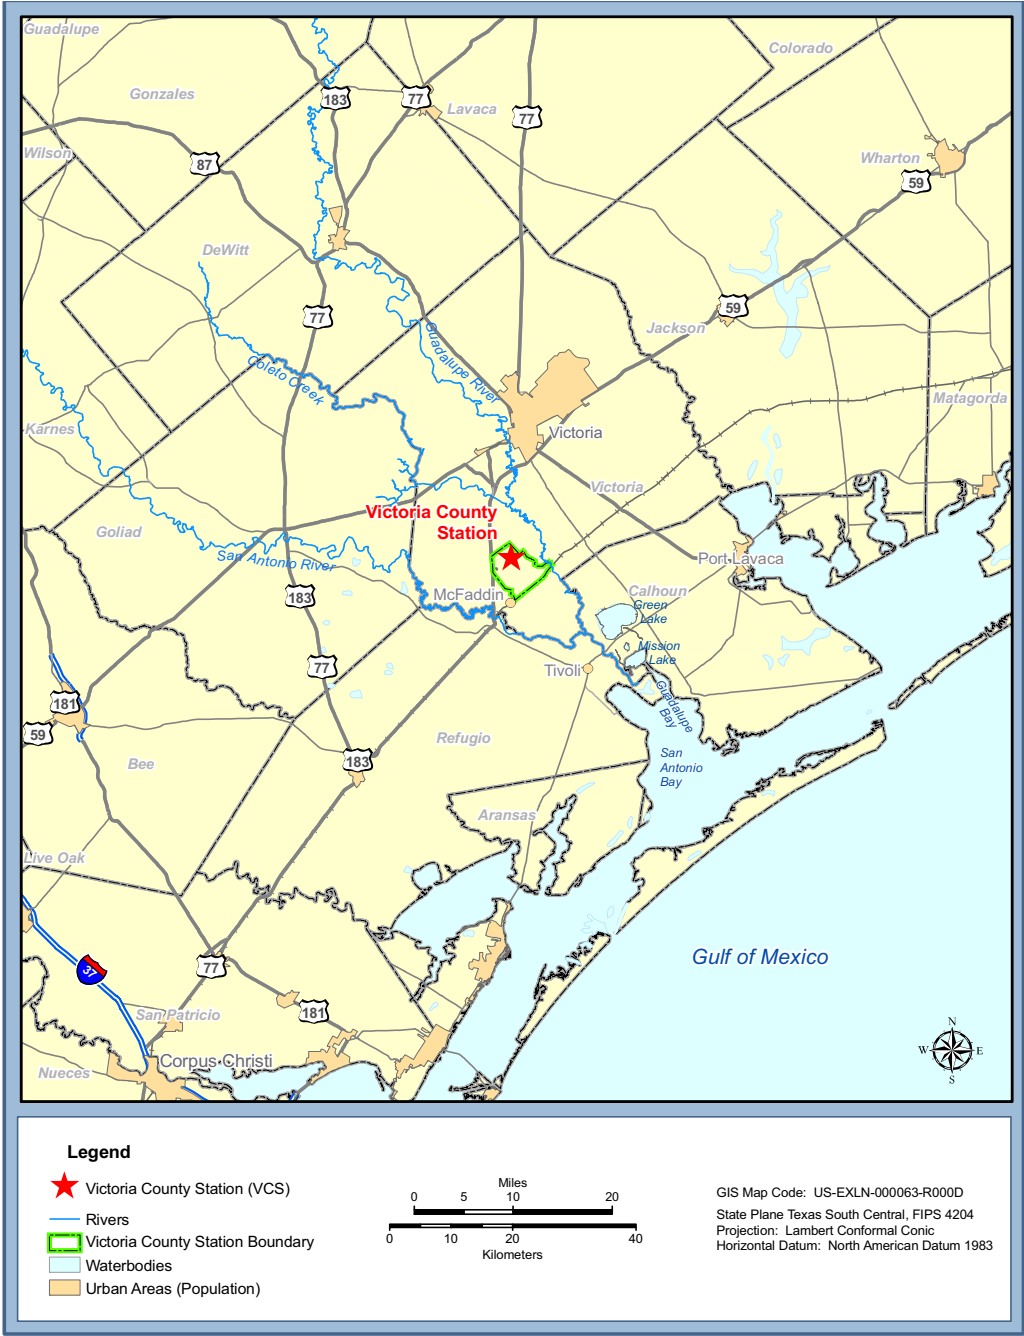 Guadalupe
Colorado
Gonzales
183
77
Lavaca
77
Wilson
87
Wharton
59
DeWitt
77
59
Jackson
Guadalupe River
Coleto Creek
Matagorda
Karnes
Victoria
Victoria
Goliad
Victoria County
Station
San Antonio River
Port Lavaca
183
McFaddin
Calhoun
Green
Lake
Mission
Lake
77
Tivoli
181
Guadalupe
Bay
59
Refugio
San
Antonio
Bay
183
Bee
Aransas
Live Oak
Gulf of Mexico
77
37
181
San Patricio
N
W
E
S
Corpus Christi
Nueces
Legend
Victoria County Station (VCS)
Rivers
Victoria County Station Boundary
Waterbodies
Urban Areas (Population)
Miles
0 5 10 20
0 10 20 40
Kilometers
GIS Map Code: US-EXLN-000063-R000D
State Plane Texas South Central, FIPS 4204
Projection: Lambert Conformal Conic
Horizontal Datum: North American Datum 1983